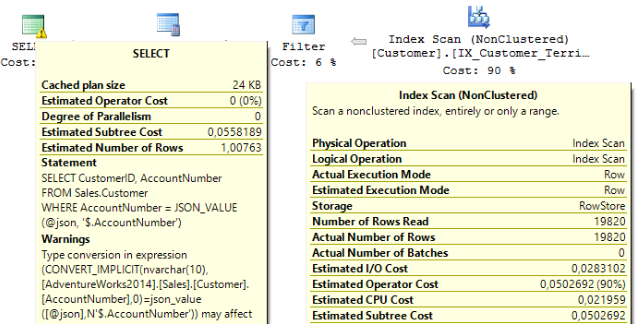 SEL
Cost:
Filter
Cost: 6 %
Index Scan (NonClustered)
[Customer].[IX_Customer_Terri…
Cost: 90 %
SELECT
Cached plan size 24 KB
Estimated Operator Cost 0 (0%)
Degree of Parallelism 0
Estimated Subtree Cost 0,0558189
Estimated Number of Rows 1,00763
Statement
SELECT CustomerID, AccountNumber
FROM Sales.Customer
WHERE AccountNumber = JSON_VALUE
(@json, '$.AccountNumber')
Warnings
Type conversion in expression
(CONVERT_IMPLICIT(nvarchar(10),
[AdventureWorks2014].[Sales].[Customer].
[AccountNumber],0)=json_value
([@json],N'$.AccountNumber')) may affect
Index Scan (NonClustered)
Scan a nonclustered index, entirely or only a range.
Physical Operation Index Scan
Logical Operation Index Scan
Actual Execution Mode Row
Estimated Execution Mode Row
Storage RowStore
Number of Rows Read 19820
Actual Number of Rows 19820
Actual Number of Batches 0
Estimated I/O Cost 0,0283102
Estimated Operator Cost 0,0502692 (90%)
Estimated CPU Cost 0,021959
Estimated Subtree Cost 0,0502692